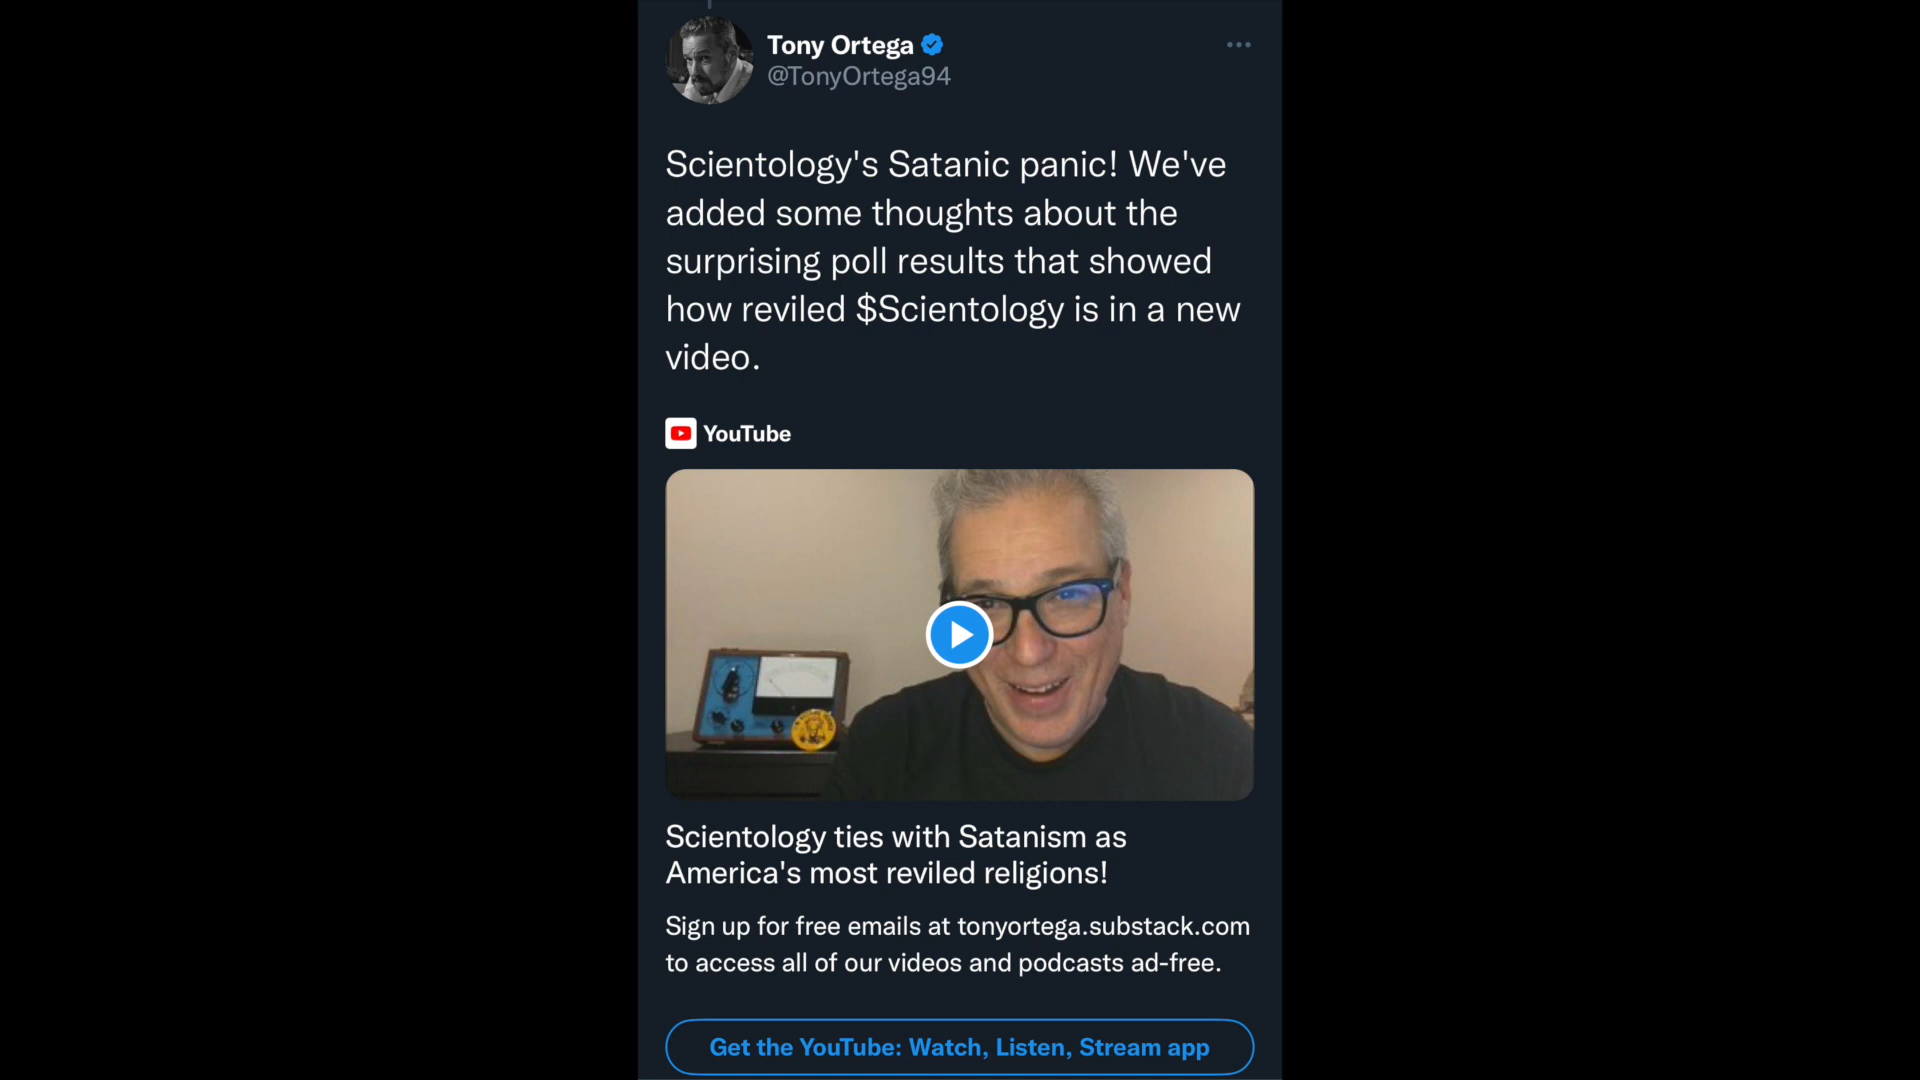 Tony Ortega
@TonyOrtega94
Scientology's Satanic panic! We've
added some thoughts about the
surprising poll results that showed
how reviled $Scientology is in a new
video.
YouTube
Scientology ties with Satanism as
America's most reviled religions!
Sign up for free emails at tonyortega.substack.com
to access all of our videos and podcasts ad-free.
Get the YouTube: Watch, Listen, Stream app